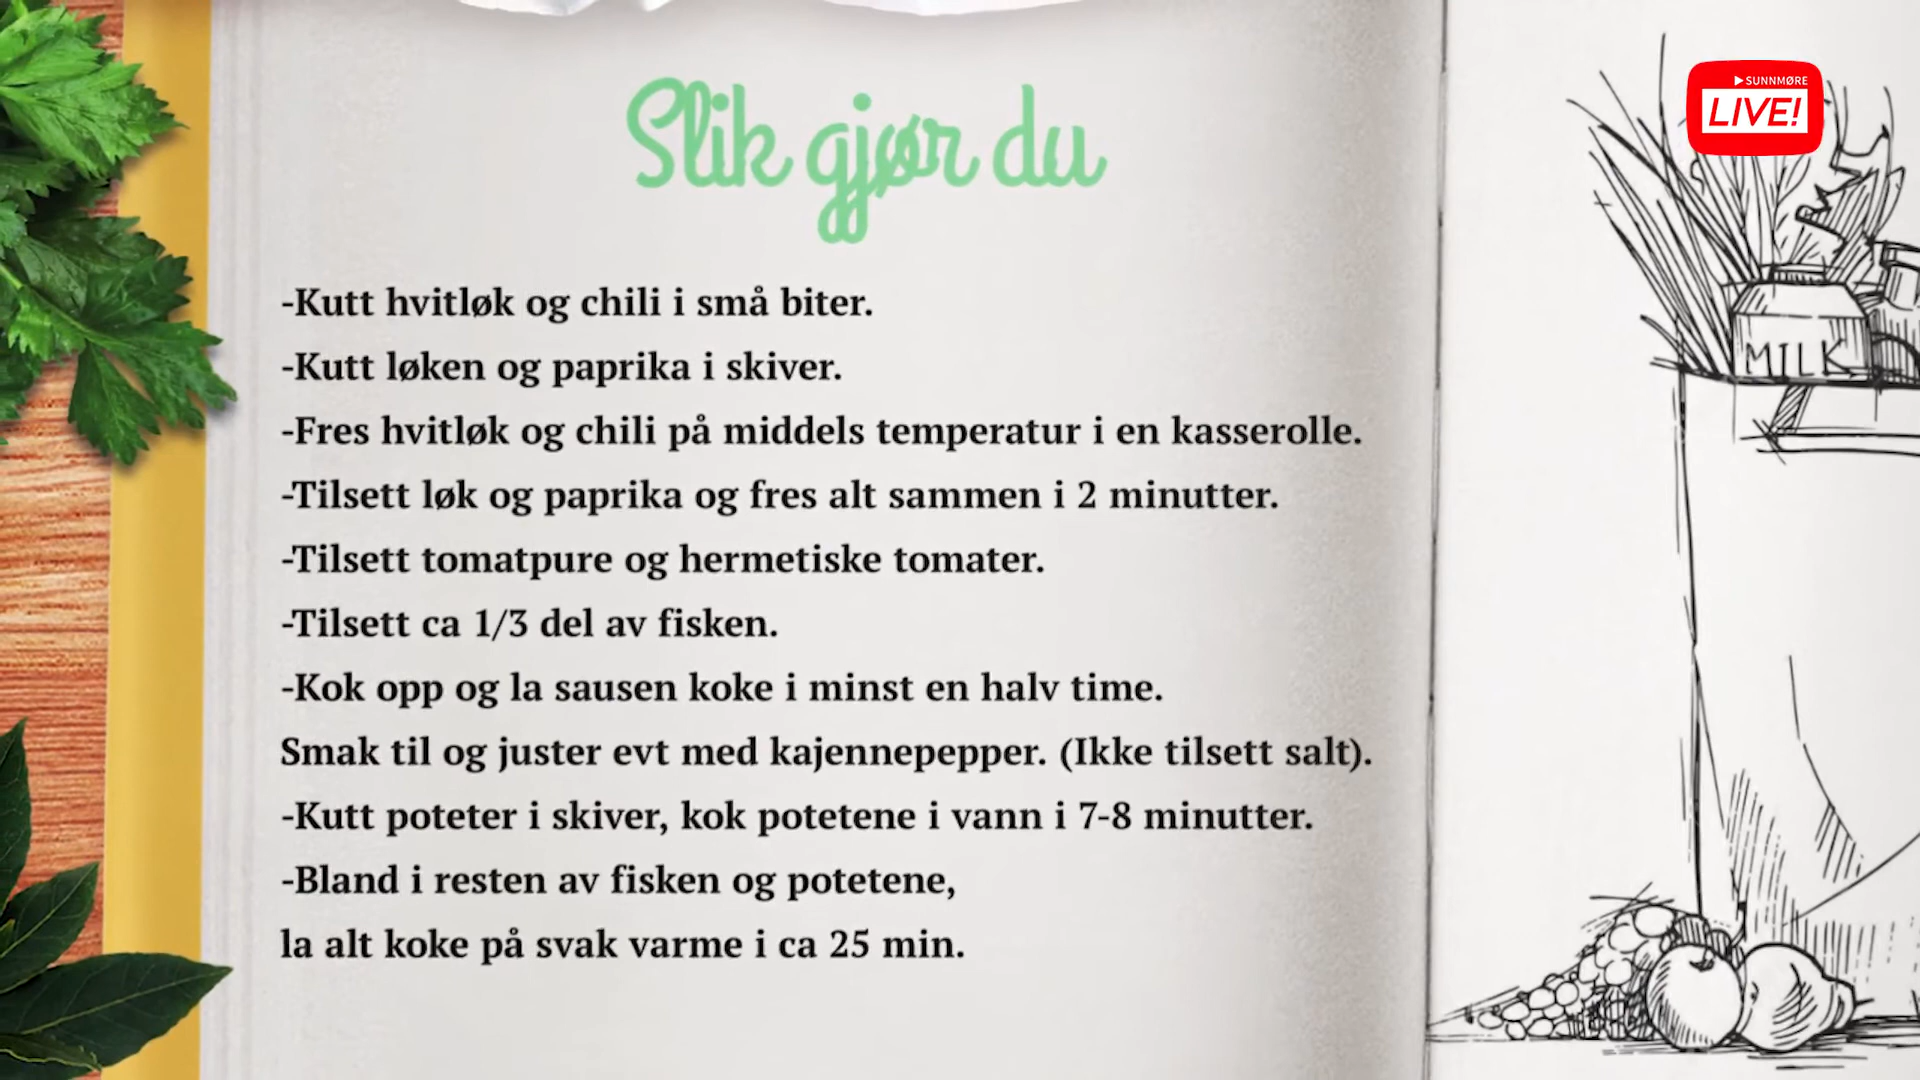 Slik gjør du
SUNNMØRE
LIVE!
-Kutt hvitløk og chili i små biter.
-Kutt løken og paprika i skiver.
-Fres hvitløk og chili på middels temperatur i en kasserolle.
-Tilsett løk og paprika og fres alt sammen i 2 minutter.
-Tilsett tomatpure og hermetiske tomater.
-Tilsett ca 1/3 del av fisken.
-Kok opp og la sausen koke i minst en halv time.
Smak til og juster evt med kajennepepper. (Ikke tilsett salt).
-Kutt poteter i skiver, kok potetene i vann i 7-8 minutter.
-Bland i resten av fisken og potetene,
la alt koke på svak varme i ca 25 min.
MILK